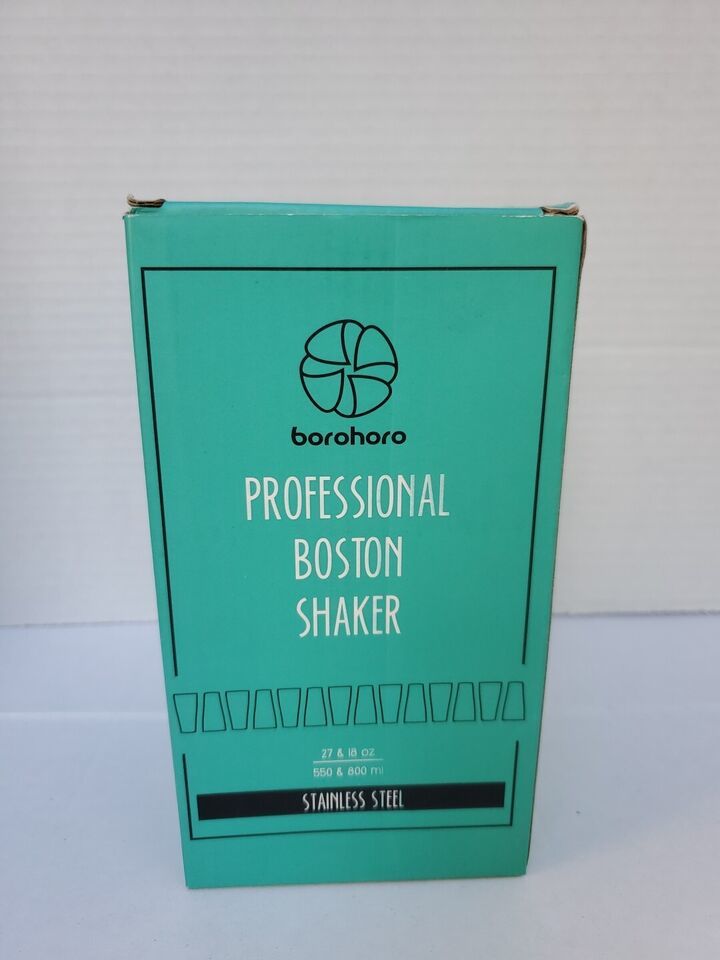 borohoro
PROFESSIONAL
BOSTON
SHAKER
27 & 18 oz
550 & 800 ml
STAINLESS STEEL